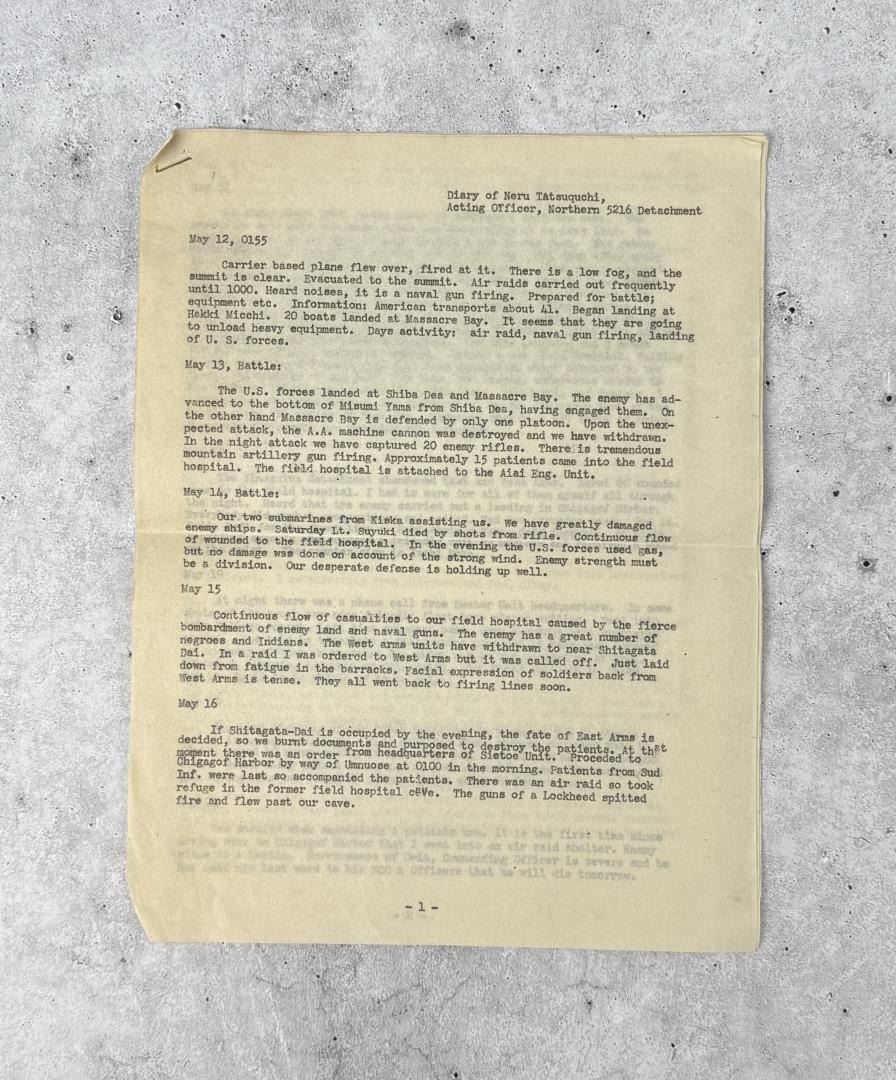 Diary of Neru Tatsuquchi,
Acting Officer, Northern 5216 Detachment
May 12, 0155
Carrier based plane flew over, fired at it. There is a low fog, and the
summit is clear. Evacuated to the summit. Air raids carried out frequently
until 1000. Heard noises, it is a naval gun firing. Prepared for battle;
equipment etc. Information: American transports about 41. Began landing at
Hakki Micchi. 20 boats landed at Massacre Bay. It seems that they are going
to unload heavy equipment. Days activity: air raid, naval gun firing, landing
of U. S. forces.
May 13, Battle:
The U.S. forces landed at Shiba Dea and Massacre Bay. The enemy has ad-
vanced to the bottom of Misumi Yama from Shiba Dea, having engaged them. On
the other hand Massacre Bay is defended by only one platoon. Upon the unex-
pected attack, the A.A. machine cannon was destroyed and we have withdrawn.
In the night attack we have captured 20 enemy rifles. There is tremendous
mountain artillery gun firing. Approximately 15 patients came into the field
hospital. The field hospital is attached to the Aiai Eng. Unit.
May 14, Battle:
Our two submarines from Kiska assisting us. We have greatly damaged
enemy ships. Saturday Lt. Suyuki died by shots from rifle. Continuous flow
of wounded to the field hospital. In the evening the U.S. forces used gas,
but no damage was done on account of the strong wind. Enemy strength must
be a division. Our desperate defense is holding up well.
May 15
Continuous flow of casualities to our field hospital caused by the fierce
bombardment of enemy land and naval guns. The enemy has a great number of
negroes and Indians. The West arms units have withdrawn to near Shitagata
Dai. In a raid I was ordered to West Arms but it was called off. Just laid
down from fatigue in the barracks. Facial expression of soldiers back from
West Arms is tense. They all went back to firing lines soon.
May 16
If Shitagata-Dai is occupied by the evening, the fate of East Arms is
decided, so we burnt documents and purposed to destroy the patients. At that
moment there was an order from headquarters of Sietoe Unit. Proceded to
Chigagof Harbor by way of Umnuose at 0100 in the morning. Patients from Sud
Inf. were last so accompanied the patients. There was an air raid so took
refuge in the former field hospital cave. The guns of a Lockheed spitted
fire and flew past our cave.
- 1 -